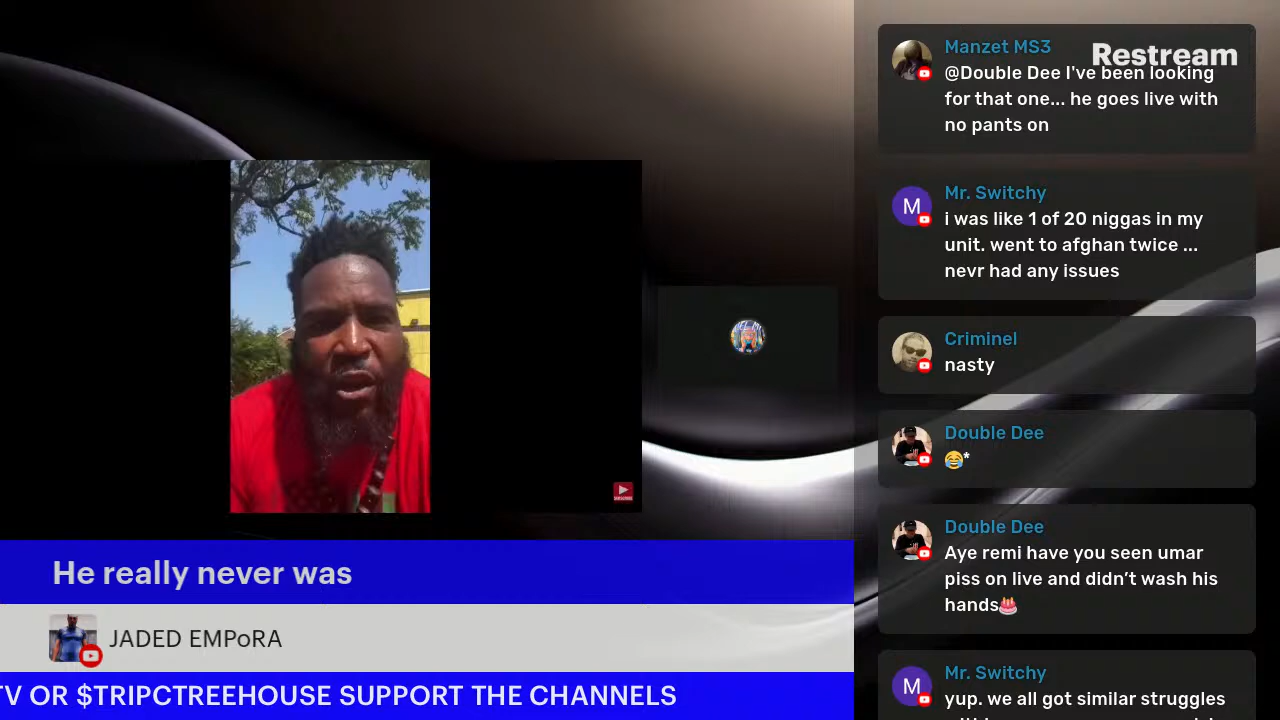 Restream
Manzet MS3
@Double Dee I've been looking
for that one... he goes live with
no pants on
M
Mr. Switchy
i was like 1 of 20 niggas in my
unit. went to afghan twice ...
nevr had any issues
Criminel
nasty
Double Dee
😂*
Double Dee
Aye remi have you seen umar
piss on live and didn’t wash his
hands🎂
M
Mr. Switchy
yup. we all got similar struggles
He really never was
JADED EMPoRA
TV OR $TRIPCTREEHOUSE SUPPORT THE CHANNELS